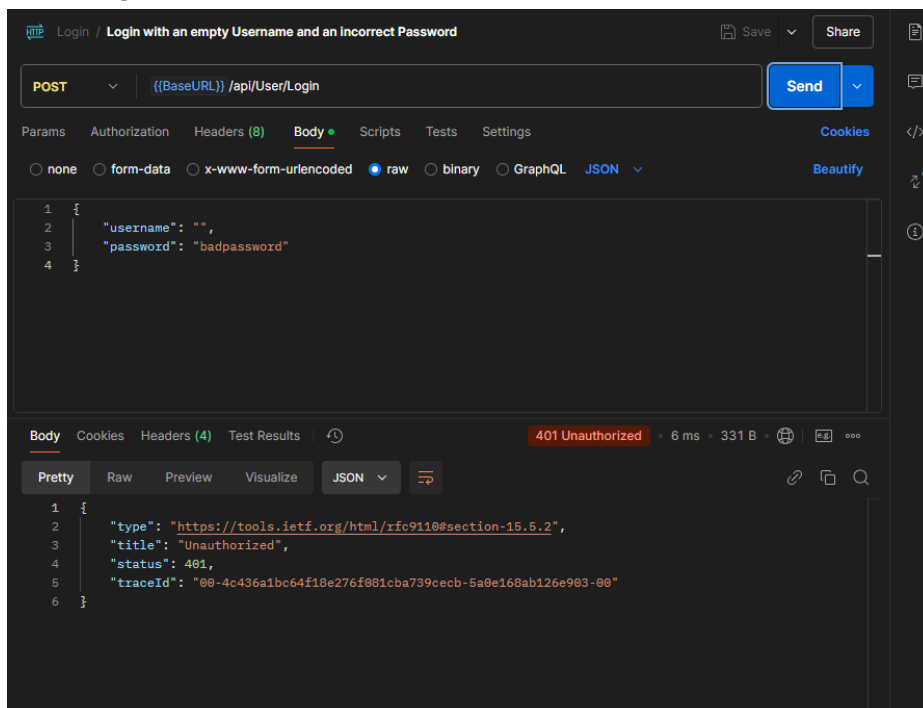 HTTP Login / Login with an empty Username and an incorrect Password Save Share
POST {{BaseURL}} /api/User/Login Send
Params Authorization Headers (8) Body Scripts Tests Settings Cookies
none form-data x-www-form-urlencoded raw binary GraphQL JSON Beautify
1 {
2 "username": "",
3 "password": "badpassword"
4 }
Body Cookies Headers (4) Test Results 401 Unauthorized 6 ms 331 B e.g.
Pretty Raw Preview Visualize JSON
1 {
2 "type": "https://tools.ietf.org/html/rfc9110#section-15.5.2",
3 "title": "Unauthorized",
4 "status": 401,
5 "traceId": "00-4c436a1bc64f18e276f081cba739cecb-5a0e168ab126e903-00"
6 }